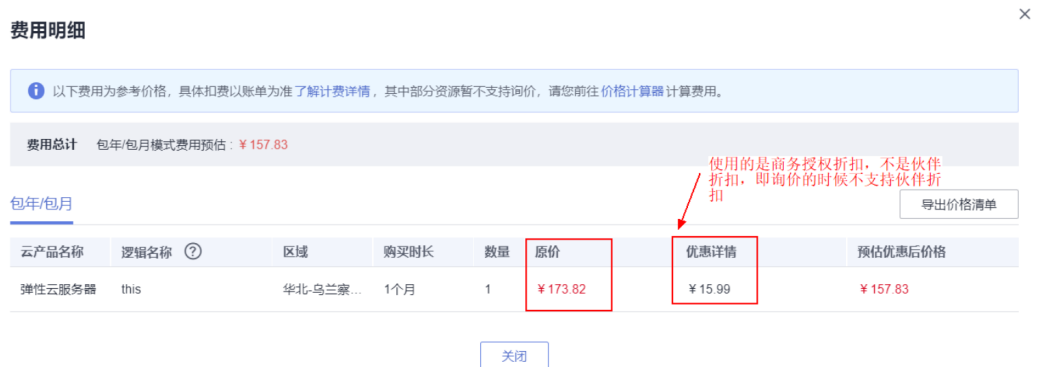 费用明细
以下费用为参考价格，具体扣费以账单为准 了解计费详情 ，其中部分资源暂不支持询价，请您前往 价格计算器 计算费用。
费用总计 包年/包月模式费用预估：¥ 157.83
使用的是商务授权折扣，不是伙伴
折扣，即询价的时候不支持伙伴折
扣
包年/包月
导出价格清单
云产品名称 逻辑名称 ? 区域 购买时长 数量 原价 优惠详情 预估优惠后价格
弹性云服务器 this 华北-乌兰察... 1个月 1 ¥ 173.82 ¥ 15.99 ¥ 157.83
关闭